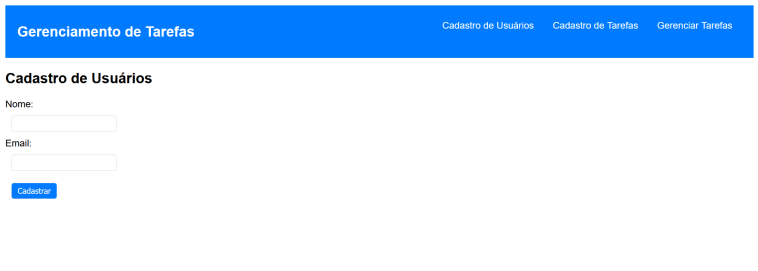 Gerenciamento de Tarefas
Cadastro de Usuários Cadastro de Tarefas Gerenciar Tarefas
Cadastro de Usuários
Nome:
Email:
Cadastrar